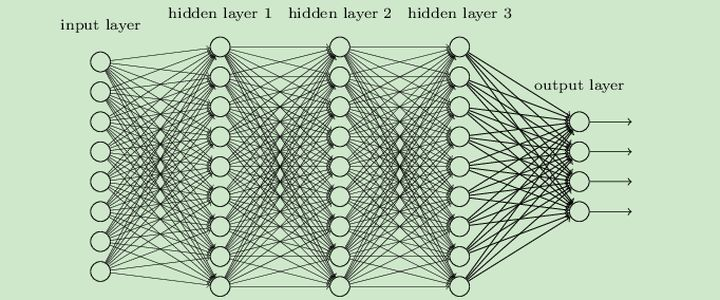 hidden layer 1 hidden layer 2 hidden layer 3
input layer
output layer